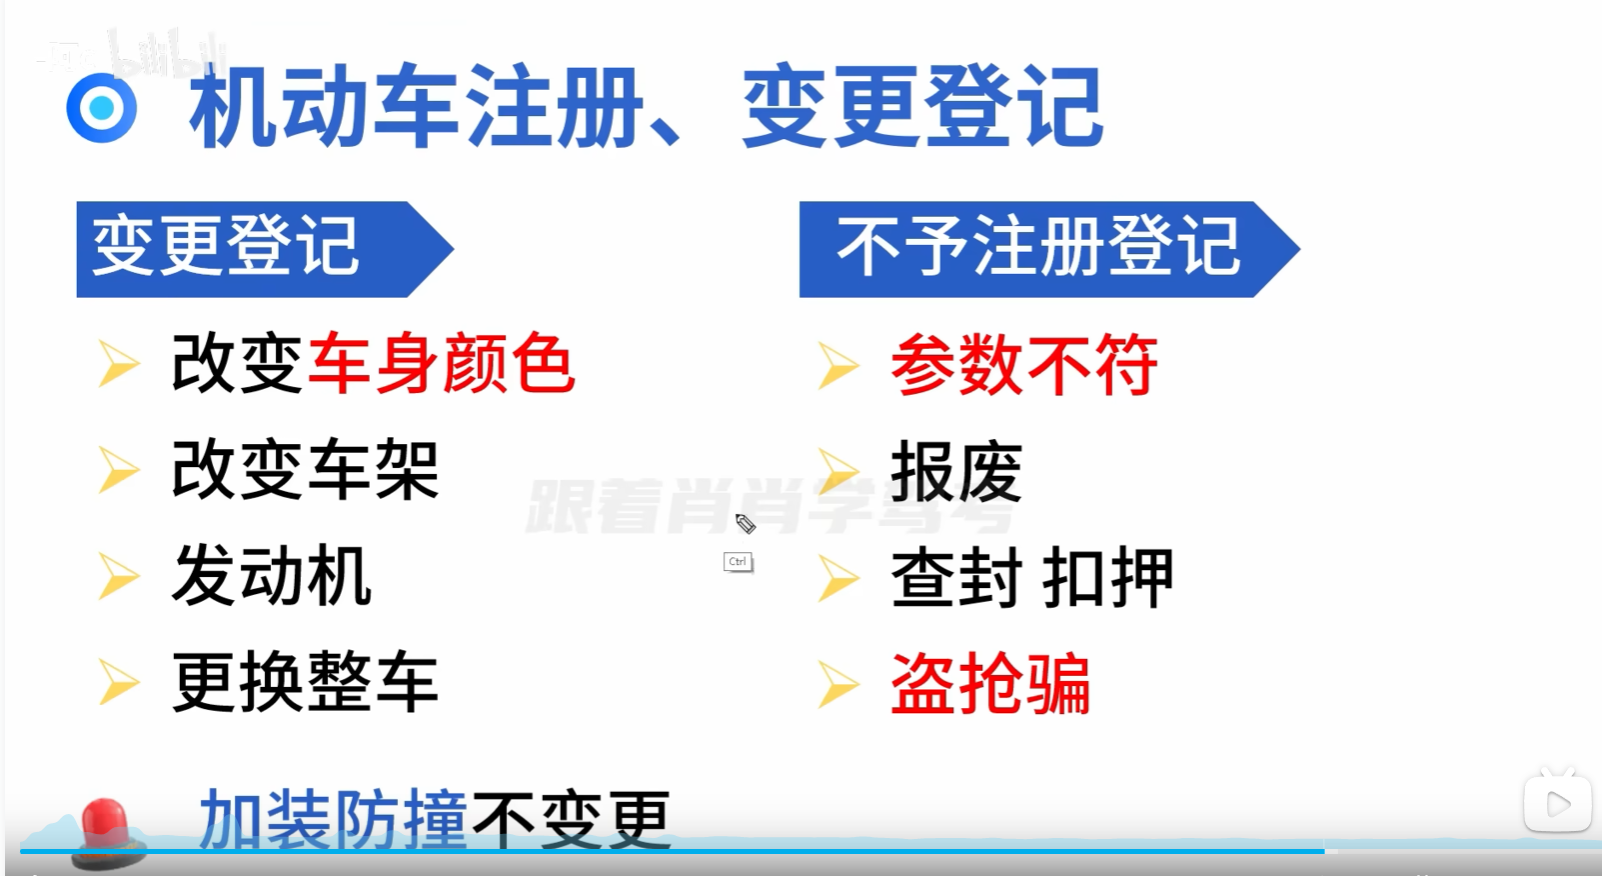 bilibili
机动车注册、变更登记
变更登记
不予注册登记
改变车身颜色
参数不符
改变车架
报废
跟着肖肖学驾考
Ctrl
发动机
查封 扣押
更换整车
盗抢骗
加装防撞不变更